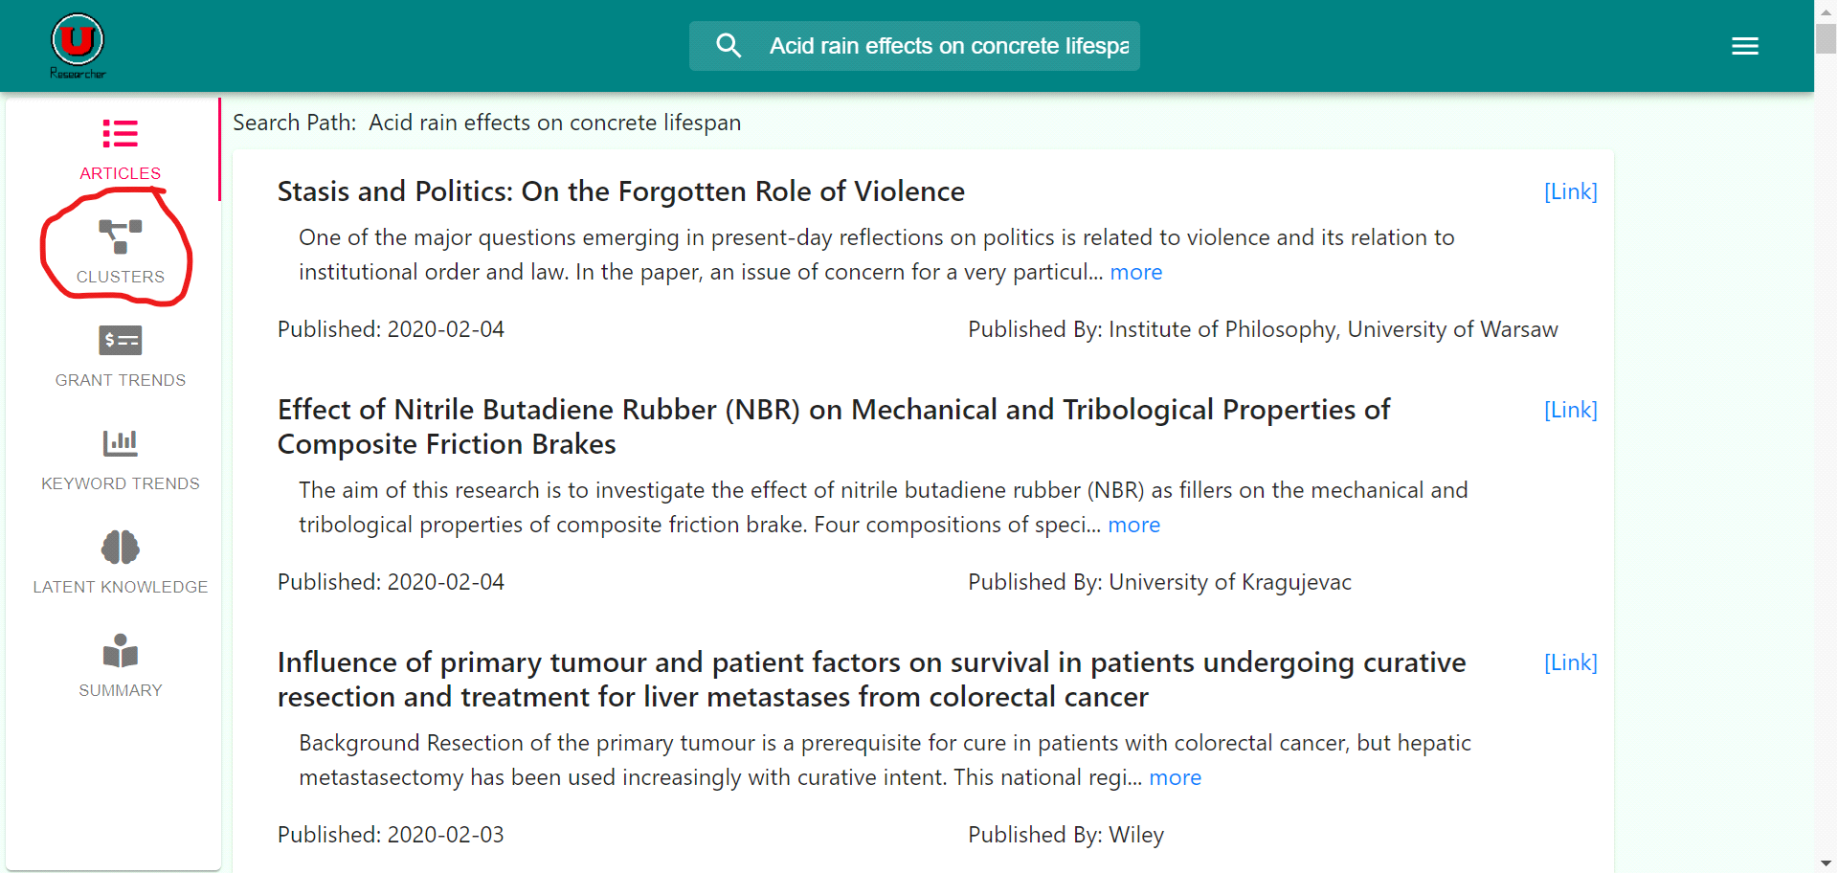 U
Researcher
Acid rain effects on concrete lifespa
ARTICLES
CLUSTERS
GRANT TRENDS
KEYWORD TRENDS
LATENT KNOWLEDGE
SUMMARY
Search Path: Acid rain effects on concrete lifespan
Stasis and Politics: On the Forgotten Role of Violence [Link]
One of the major questions emerging in present-day reflections on politics is related to violence and its relation to
institutional order and law. In the paper, an issue of concern for a very particul... more
Published: 2020-02-04 Published By: Institute of Philosophy, University of Warsaw
Effect of Nitrile Butadiene Rubber (NBR) on Mechanical and Tribological Properties of [Link]
Composite Friction Brakes
The aim of this research is to investigate the effect of nitrile butadiene rubber (NBR) as fillers on the mechanical and
tribological properties of composite friction brake. Four compositions of speci... more
Published: 2020-02-04 Published By: University of Kragujevac
Influence of primary tumour and patient factors on survival in patients undergoing curative [Link]
resection and treatment for liver metastases from colorectal cancer
Background Resection of the primary tumour is a prerequisite for cure in patients with colorectal cancer, but hepatic
metastasectomy has been used increasingly with curative intent. This national regi... more
Published: 2020-02-03 Published By: Wiley